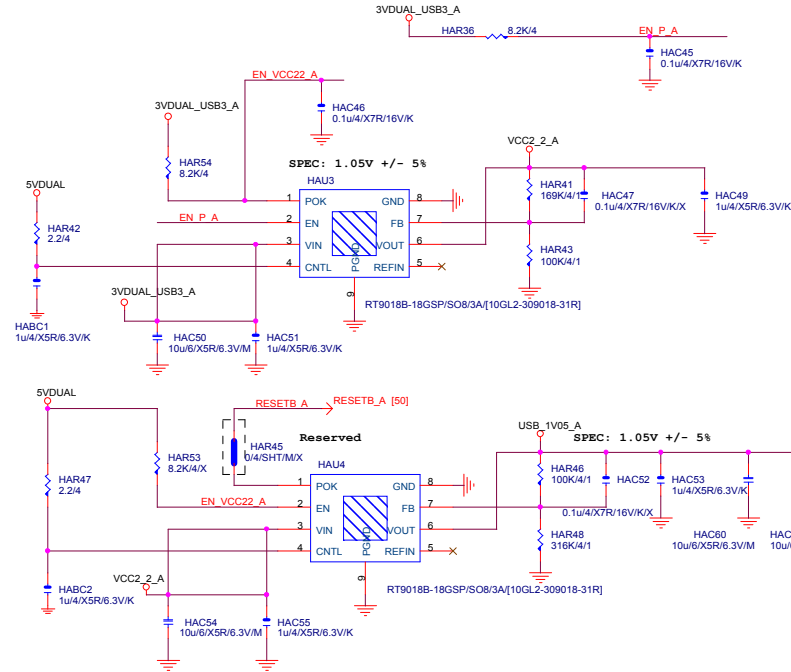 3VDUAL_USB3_A
HAR36
8.2K/4
EN_P_A
HAC45
0.1u/4/X7R/16V/K
EN_VCC22_A
HAC46
0.1u/4/X7R/16V/K
3VDUAL_USB3_A
HAR54
8.2K/4
SPEC: 1.05V +/- 5%
VCC2_2_A
5VDUAL
HAR42
2.2/4
HAU3
1 POK
2 EN
3 VIN
4 CNTL
GND 8
FB 7
VOUT 6
REFIN 5
PGND
9
EN_P_A
HAR41
169K/4/1
HAC47
0.1u/4/X7R/16V/K/X
HAC49
1u/4/X5R/6.3V/K
HAR43
100K/4/1
3VDUAL_USB3_A
HABC1
1u/4/X5R/6.3V/K
HAC50
10u/6/X5R/6.3V/M
HAC51
1u/4/X5R/6.3V/K
RT9018B-18GSP/SO8/3A/[10GL2-309018-31R]
5VDUAL
RESETB_A
RESETB_A [50]
HAR45
0/4/SHT/M/X
Reserved
USB_1V05_A
SPEC: 1.05V +/- 5%
HAR53
8.2K/4/X
HAR47
2.2/4
EN_VCC22_A
HAU4
1 POK
2 EN
3 VIN
4 CNTL
GND 8
FB 7
VOUT 6
REFIN 5
PGND
9
HAR46
100K/4/1
HAC52
0.1u/4/X7R/16V/K/X
HAC53
1u/4/X5R/6.3V/K
HAR48
316K/4/1
HAC60
10u/6/X5R/6.3V/M
HAC
10u/
VCC2_2_A
HABC2
1u/4/X5R/6.3V/K
HAC54
10u/6/X5R/6.3V/M
HAC55
1u/4/X5R/6.3V/K
RT9018B-18GSP/SO8/3A/[10GL2-309018-31R]